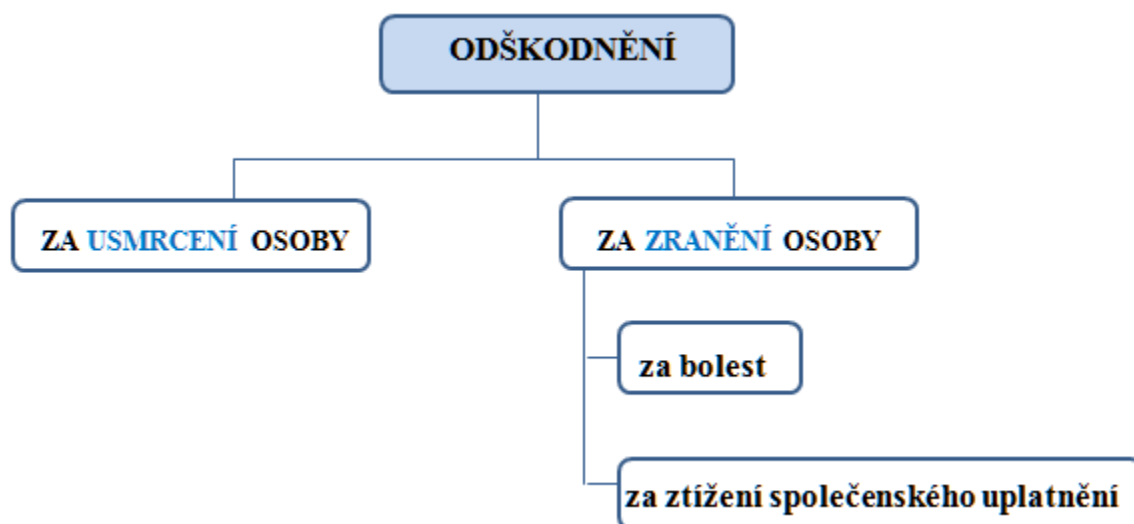 ODŠKODNĚNÍ
ZA USMRCENÍ OSOBY
ZA ZRANĚNÍ OSOBY
za bolest
za ztížení společenského uplatnění